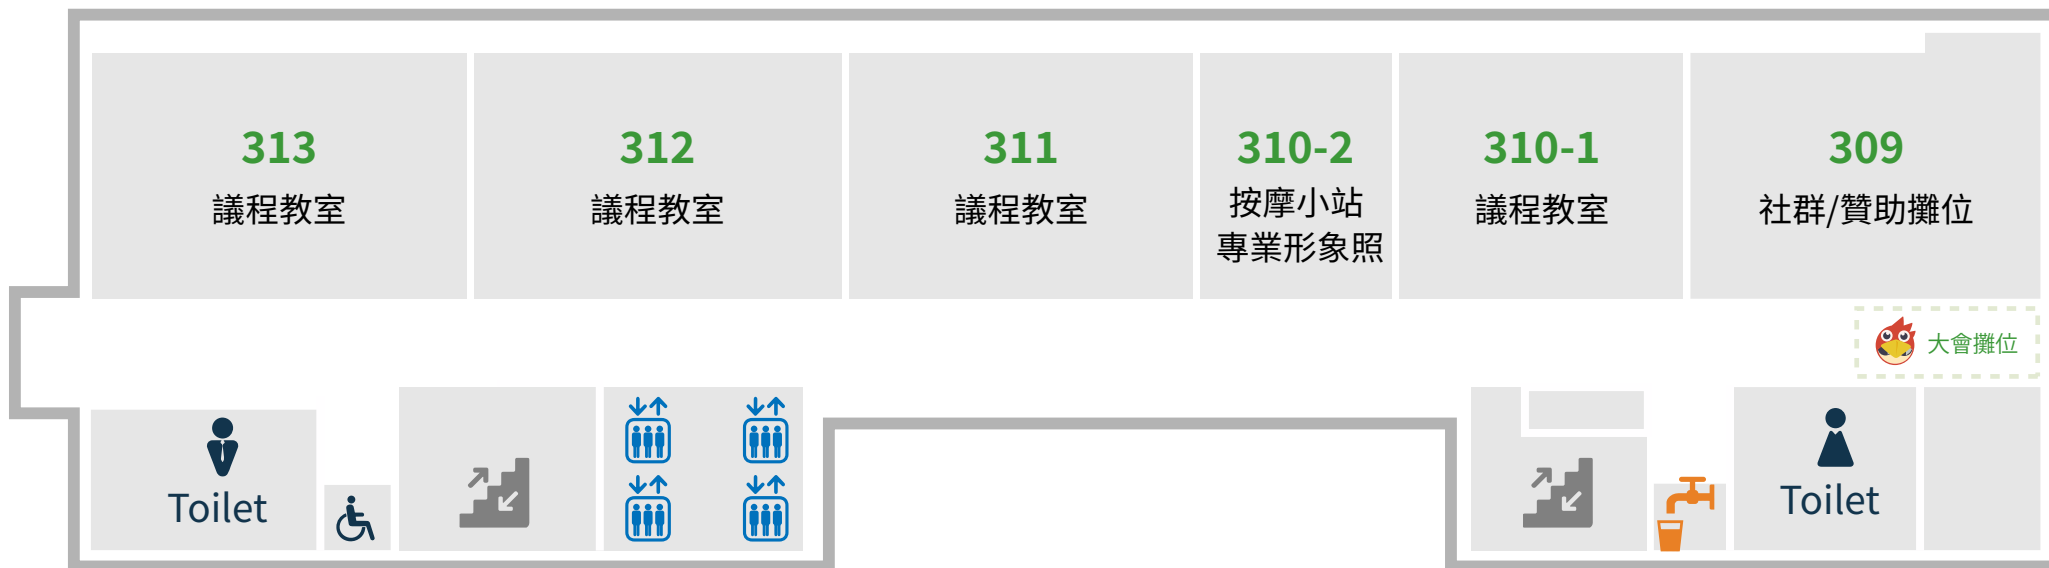 313
議程教室
312
議程教室
311
議程教室
310-2
按摩小站
專業形象照
310-1
議程教室
309
社群/贊助攤位
大會攤位
Toilet
Toilet